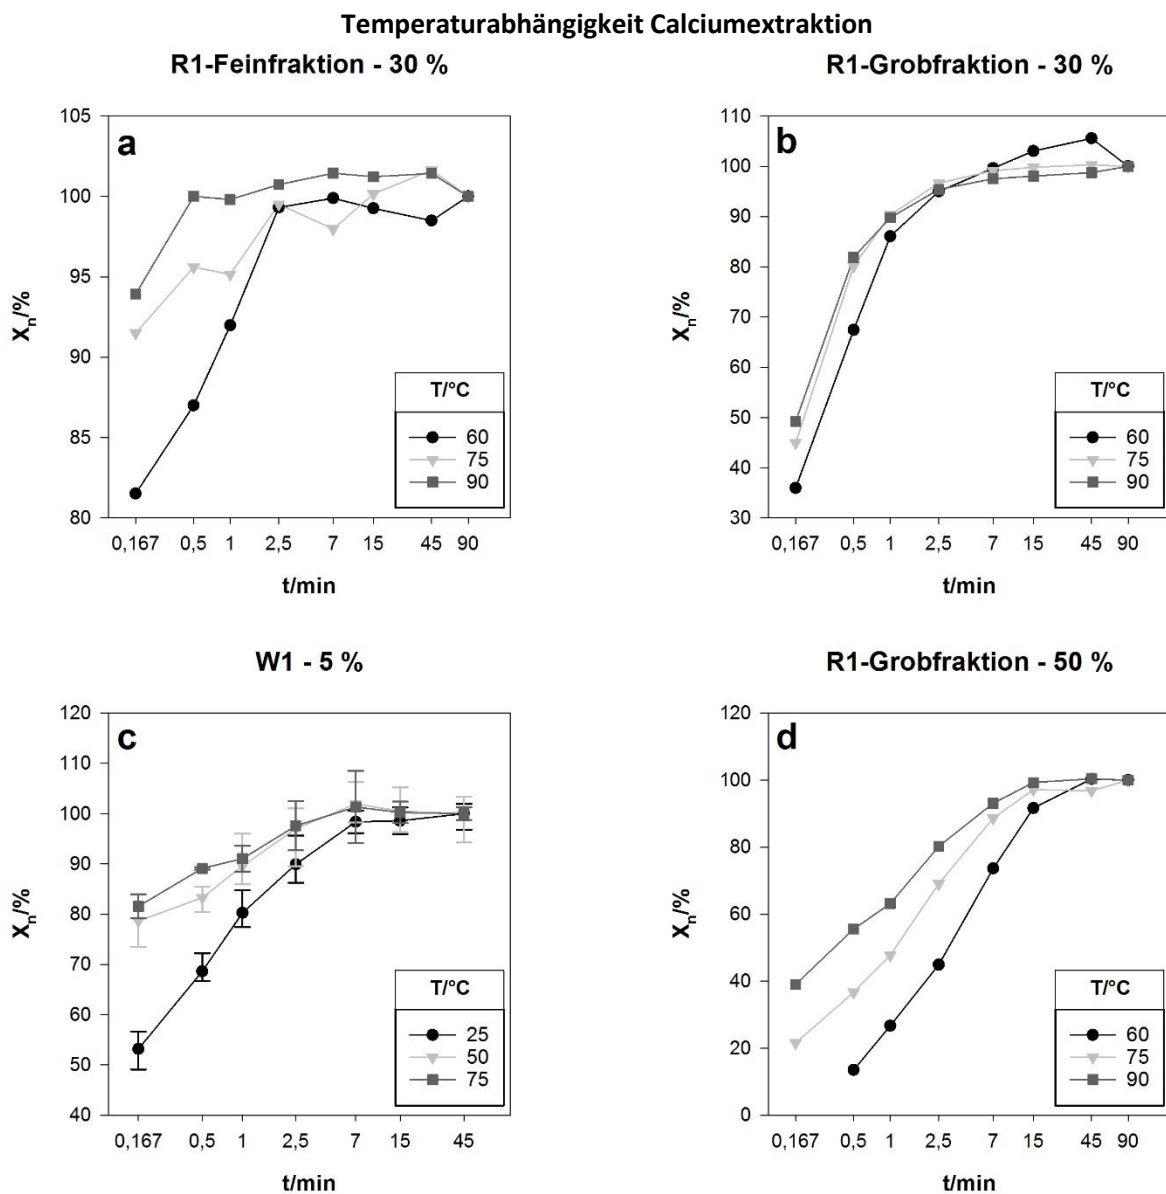 Temperaturabhängigkeit Calciumextraktion
R1-Feinfraktion - 30 %
a
105
100
95
90
85
80
Xn/%
T/°C
60
75
90
0,167 0,5 1 2,5 7 15 45 90
t/min
R1-Grobfraktion - 30 %
b
110
100
90
80
70
60
50
40
30
Xn/%
T/°C
60
75
90
0,167 0,5 1 2,5 7 15 45 90
t/min
W1 - 5 %
c
120
110
100
90
80
70
60
50
40
Xn/%
T/°C
25
50
75
0,167 0,5 1 2,5 7 15 45
t/min
R1-Grobfraktion - 50 %
d
120
100
80
60
40
20
0
Xn/%
T/°C
60
75
90
0,167 0,5 1 2,5 7 15 45 90
t/min